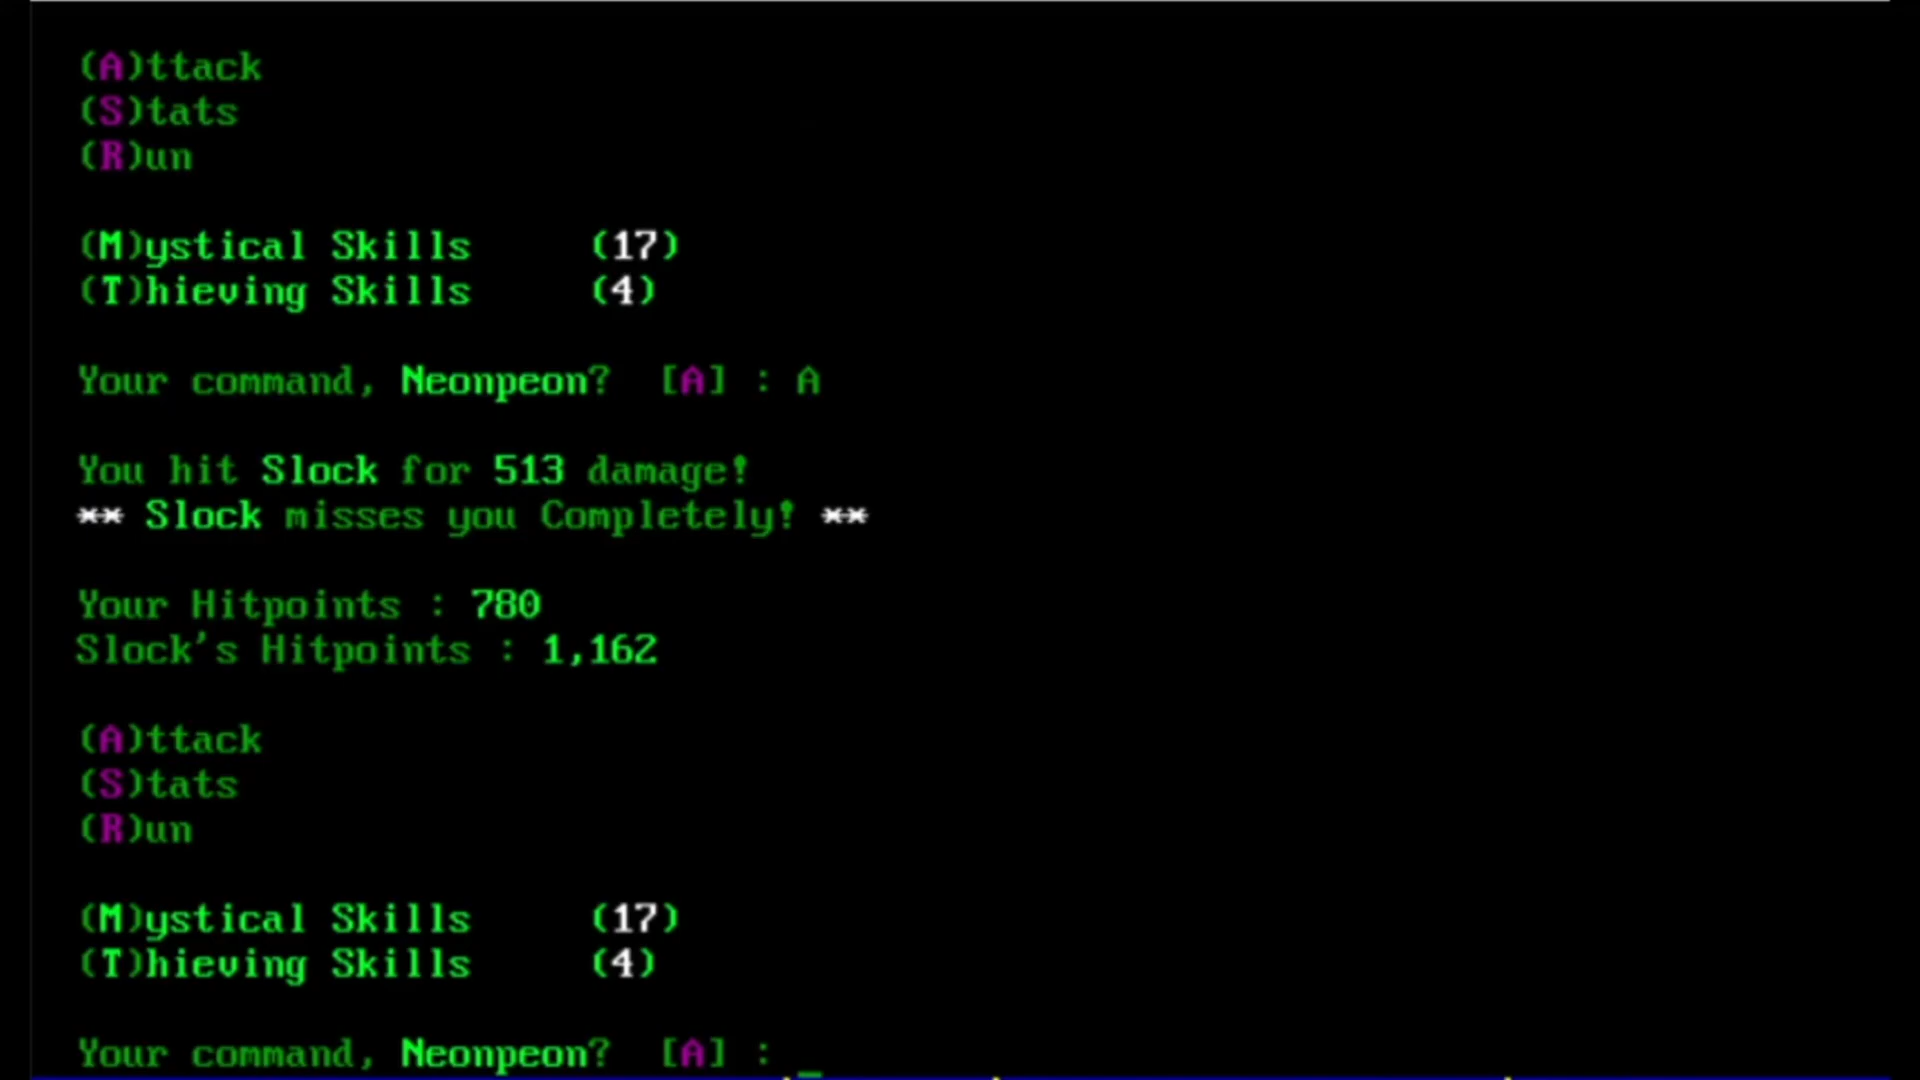 (A)ttack
(S)tats
(R)un
(M)ystical Skills (17)
(T)hieving Skills (4)
Your command, Neonpeon? [A] : A
You hit Slock for 513 damage!
** Slock misses you Completely! **
Your Hitpoints : 780
Slock's Hitpoints : 1,162
(A)ttack
(S)tats
(R)un
(M)ystical Skills (17)
(T)hieving Skills (4)
Your command, Neonpeon? [A] : _